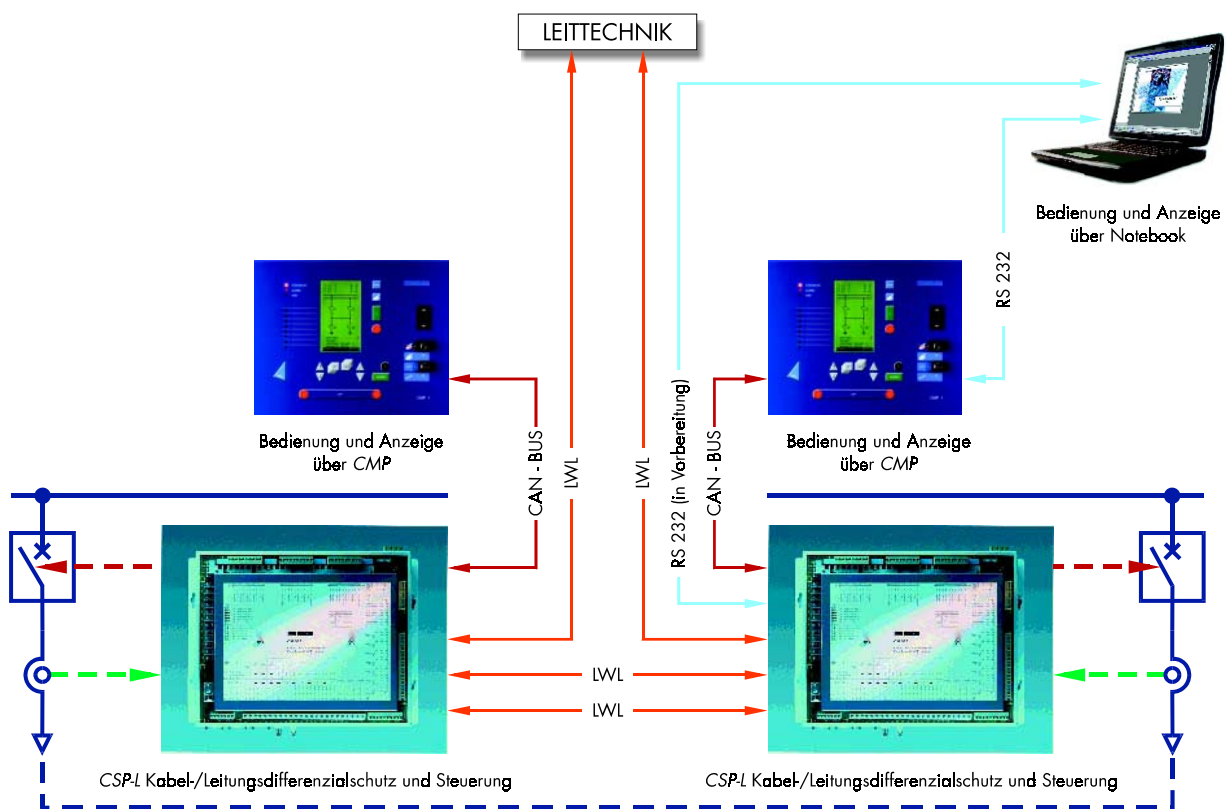 LEITTECHNIK
Bedienung und Anzeige
über Notebook
RS 232
Bedienung und Anzeige
über CMP
Bedienung und Anzeige
über CMP
CAN - BUS
LWL
LWL
RS 232 (in Vorbereitung)
CAN - BUS
LWL
LWL
CSP-L Kabel-/Leitungsdifferenzialschutz und Steuerung
CSP-L Kabel-/Leitungsdifferenzialschutz und Steuerung